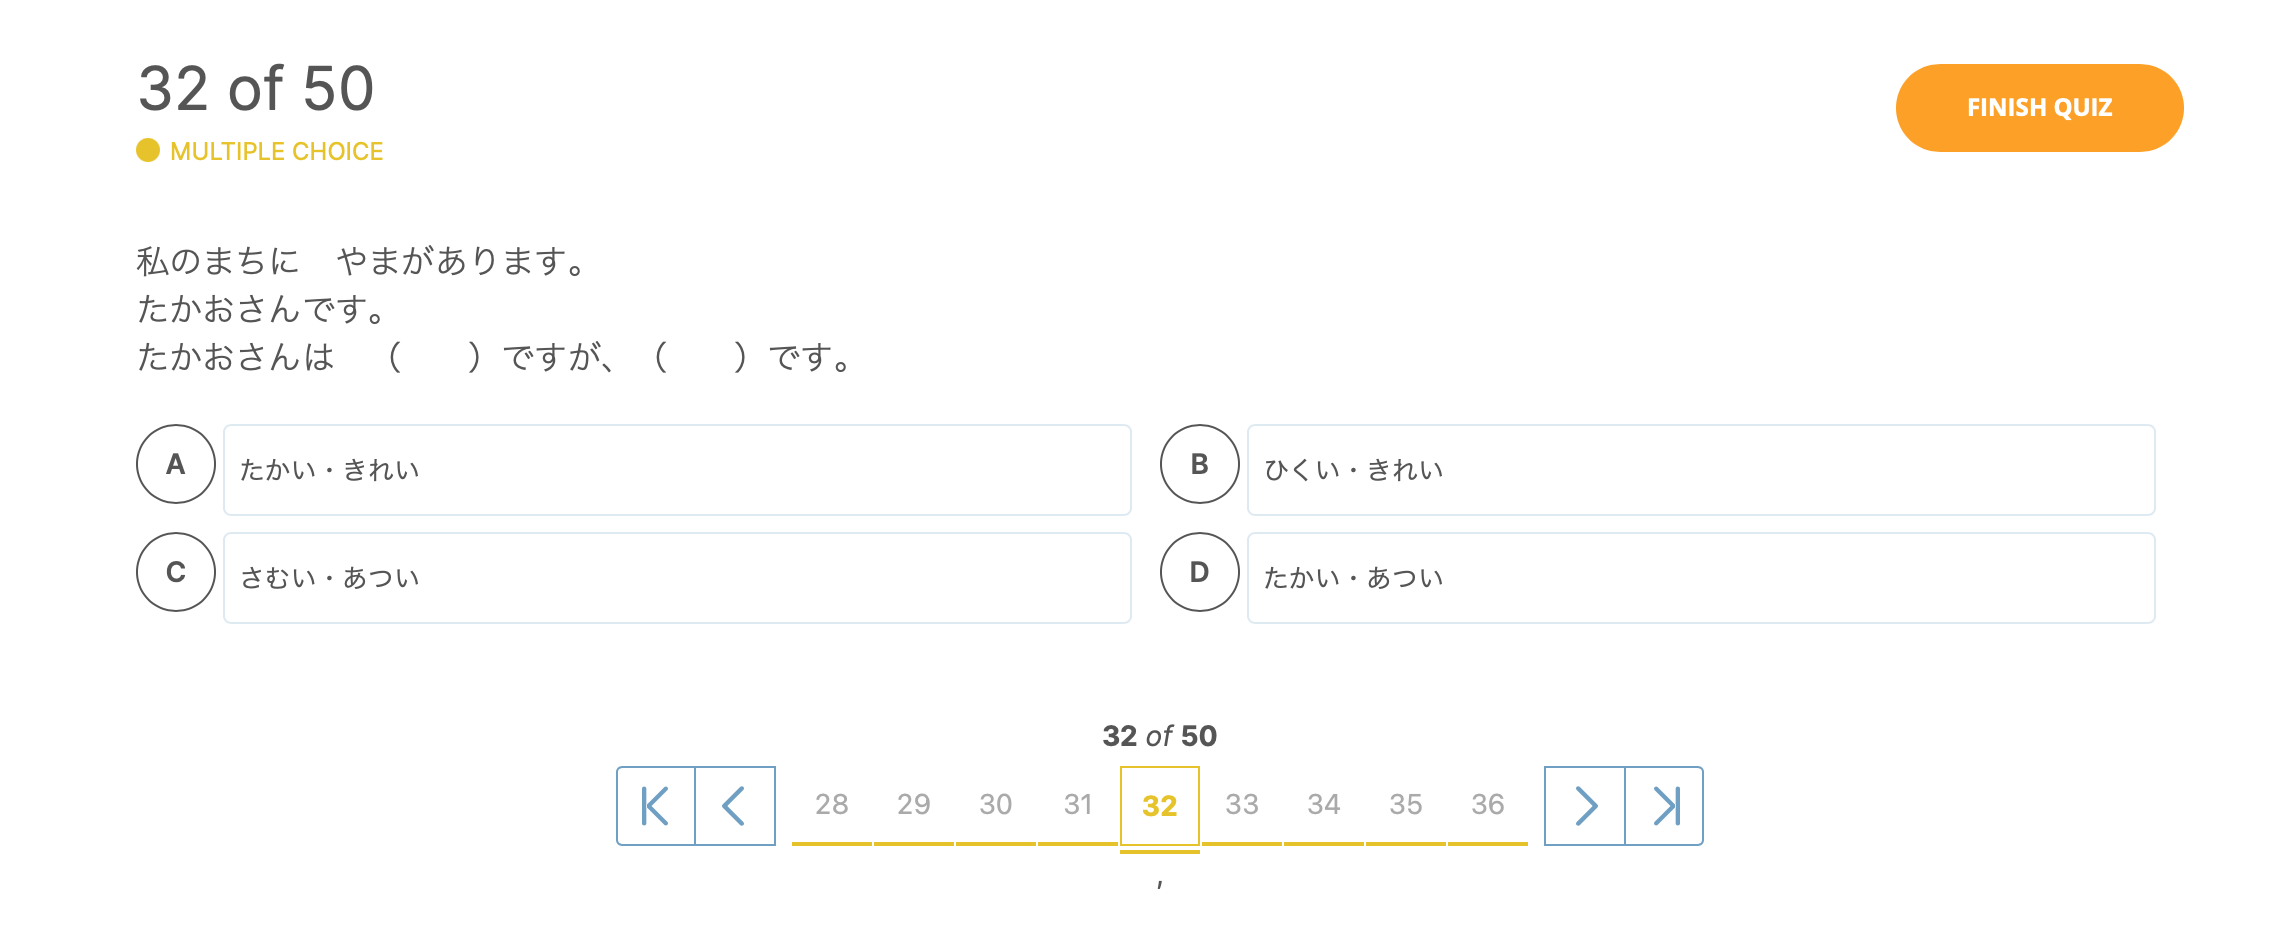 32 of 50
FINISH QUIZ
MULTIPLE CHOICE
私のまちに　やまがあります。
たかおさんです。
たかおさんは　（　　）ですが、（　　）です。
A たかい・きれい
B ひくい・きれい
C さむい・あつい
D たかい・あつい
32 of 50
28 29 30 31 32 33 34 35 36
,